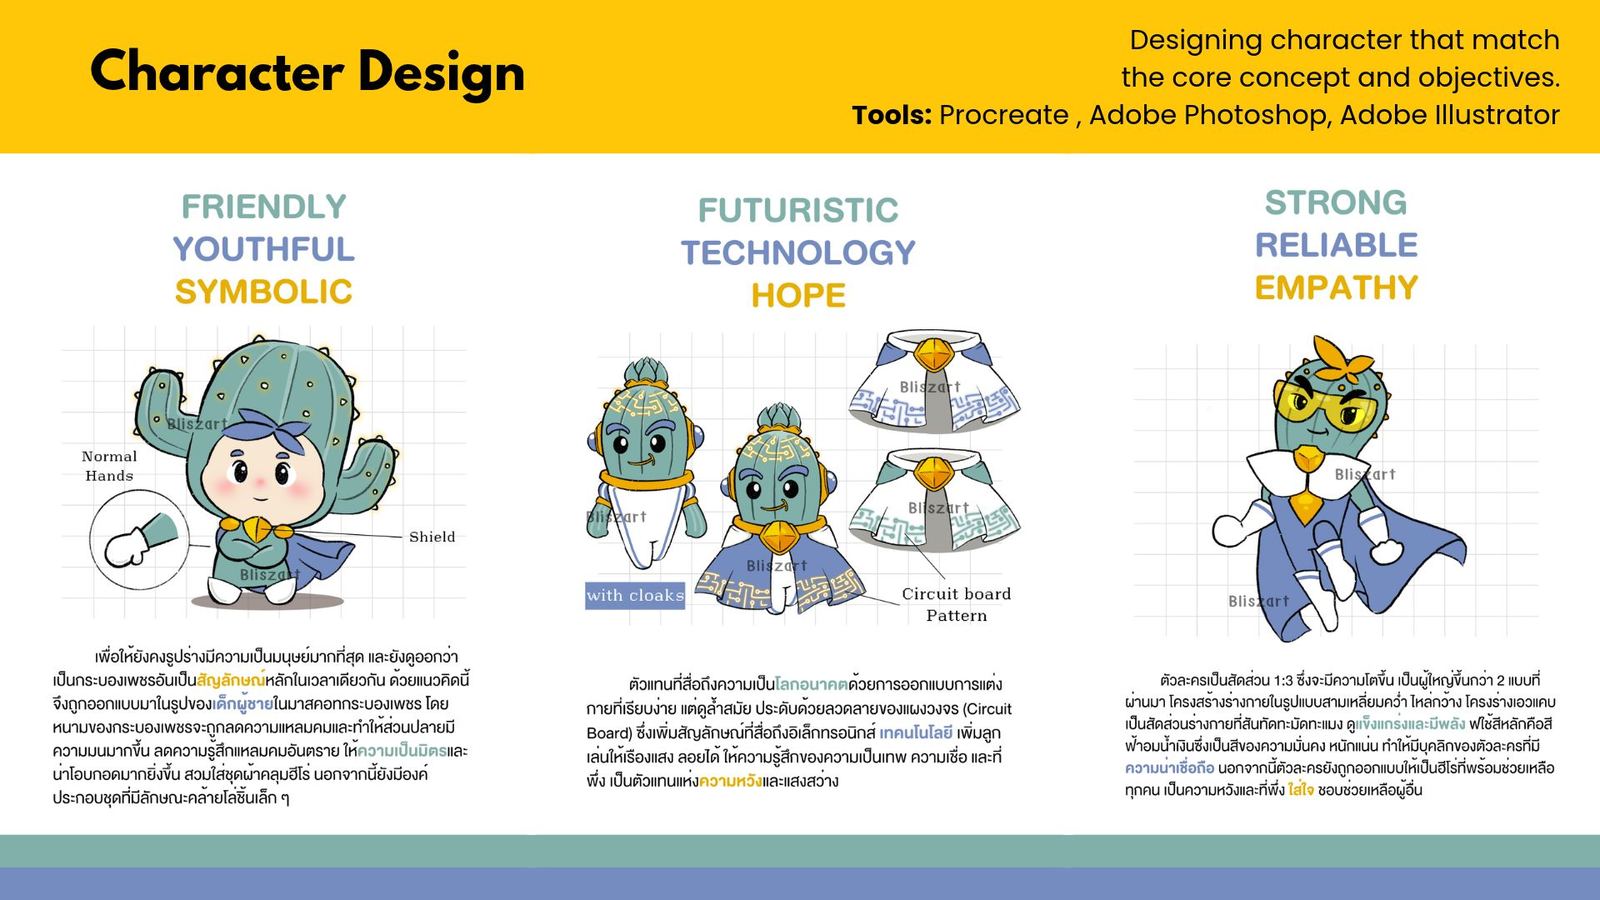 Character Design
Designing character that match
the core concept and objectives.
Tools: Procreate , Adobe Photoshop, Adobe Illustrator
FRIENDLY
YOUTHFUL
SYMBOLIC
Bliszart
Normal
Hands
Shield
Bliszart
เพื่อให้ยังคงรูปร่างมีความเป็นมนุษย์มากที่สุด และยังดูออกว่า
เป็นกระบองเพชรอันเป็นสัญลักษณ์หลักในเวลาเดียวกัน ด้วยแนวคิดนี้
จึงถูกออกแบบมาในรูปของเด็กผู้ชายในมาสคอทกระบองเพชร โดย
หนามของกระบองเพชรจะถูกลดความแหลมคมและทำให้ส่วนปลายมี
ความมนมากขึ้น ลดความรู้สึกแหลมคมอันตราย ให้ความเป็นมิตรและ
น่าโอบกอดมากยิ่งขึ้น สวมใส่ชุดผ้าคลุมฮีโร่ นอกจากนี้ยังมีองค์
ประกอบชุดที่มีลักษณะคล้ายโล่ชิ้นเล็ก ๆ
FUTURISTIC
TECHNOLOGY
HOPE
Bliszart
Bliszart
Bliszart
Bliszart
with cloaks
Circuit board
Pattern
ตัวแทนที่สื่อถึงความเป็นโลกอนาคตด้วยการออกแบบการแต่ง
กายที่เรียบง่าย แต่ดูล้ำสมัย ประดับด้วยลวดลายของแผงวงจร (Circuit
Board) ซึ่งเพิ่มสัญลักษณ์ที่สื่อถึงอิเล็กทรอนิกส์ เทคนโนโลยี เพิ่มลูก
เล่นให้เรืองแสง ลอยได้ ให้ความรู้สึกของความเป็นเทพ ความเชื่อ และที่
พึ่ง เป็นตัวแทนแห่งความหวังและแสงสว่าง
STRONG
RELIABLE
EMPATHY
Bliszart
Bliszart
ตัวละครเป็นสัดส่วน 1:3 ซึ่งจะมีความโตขึ้น เป็นผู้ใหญ่ขึ้นกว่า 2 แบบที่
ผ่านมา โครงสร้างร่างกายในรูปแบบสามเหลี่ยมคว่ำ ไหล่กว้าง โครงร่างเอวแคบ
เป็นสัดส่วนร่างกายที่สันทัดทะมัดทะแมง ดูแข็งแกร่งและมีพลัง ฟใช้สีหลักคือสี
ฟ้าอมน้ำเงินซึ่งเป็นสีของความมั่นคง หนักแน่น ทำให้มีบุคลิกของตัวละครที่มี
ความน่าเชื่อถือ นอกจากนี้ตัวละครยังถูกออกแบบให้เป็นฮีโร่ที่พร้อมช่วยเหลือ
ทุกคน เป็นความหวังและที่พึ่ง ใส่ใจ ชอบช่วยเหลือผู้อื่น